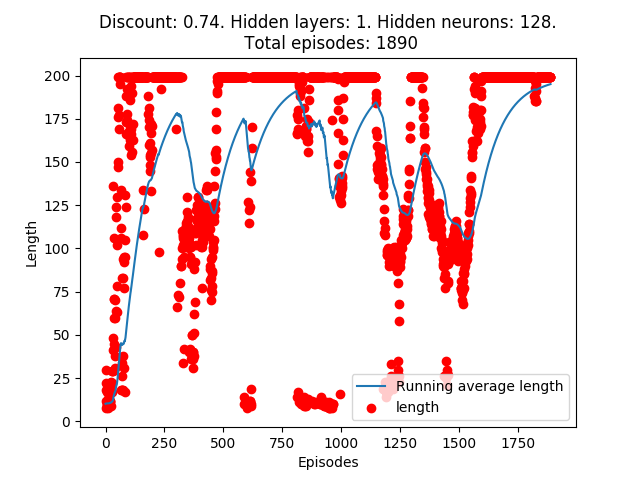 Discount: 0.74. Hidden layers: 1. Hidden neurons: 128.
Total episodes: 1890
200
175
150
125
100
75
50
25
0
Length
0
250
500
750
1000
1250
1500
1750
Episodes
Running average length
length